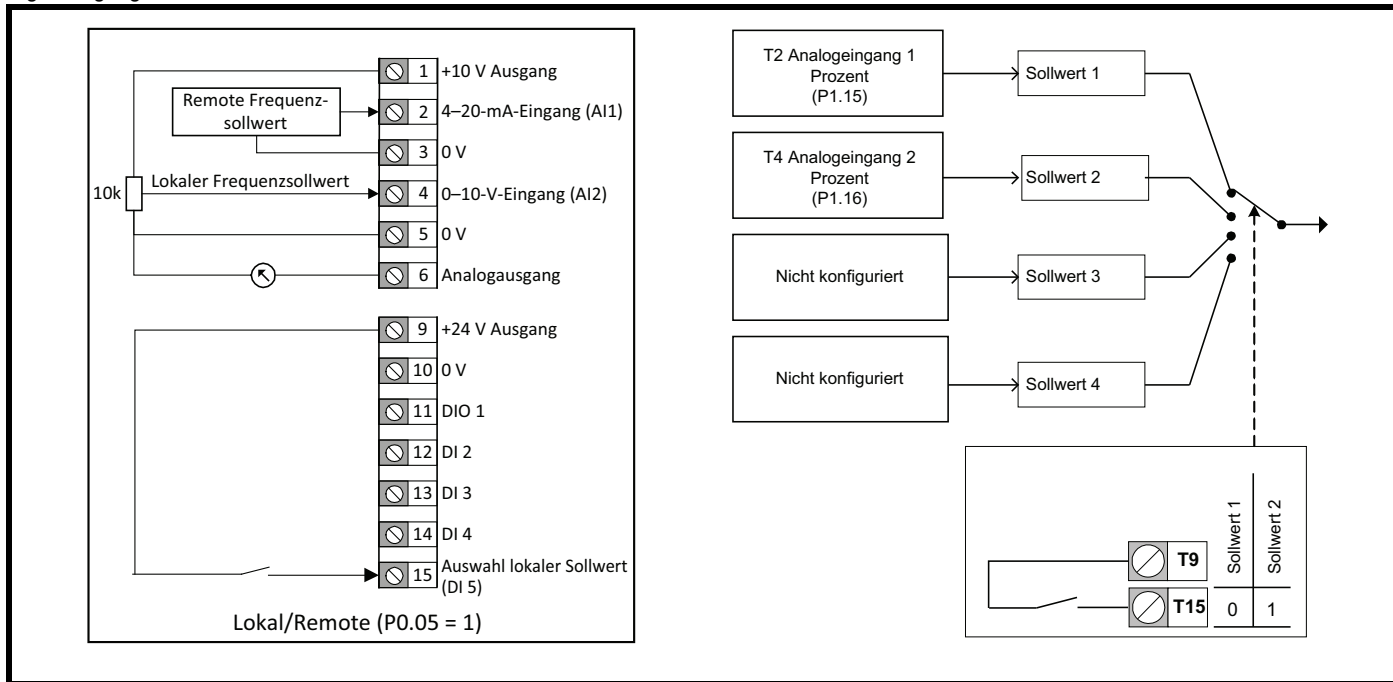 1 +10 V Ausgang
Remote Frequenz-
sollwert
2 4–20-mA-Eingang (AI1)
3 0 V
10k
Lokaler Frequenzsollwert
4 0–10-V-Eingang (AI2)
5 0 V
6 Analogausgang
9 +24 V Ausgang
10 0 V
11 DIO 1
12 DI 2
13 DI 3
14 DI 4
15 Auswahl lokaler Sollwert
(DI 5)
Lokal/Remote (P0.05 = 1)
T2 Analogeingang 1
Prozent
(P1.15)
Sollwert 1
T4 Analogeingang 2
Prozent
(P1.16)
Sollwert 2
Nicht konfiguriert
Sollwert 3
Nicht konfiguriert
Sollwert 4
Sollwert 1
Sollwert 2
T9
T15 0 1